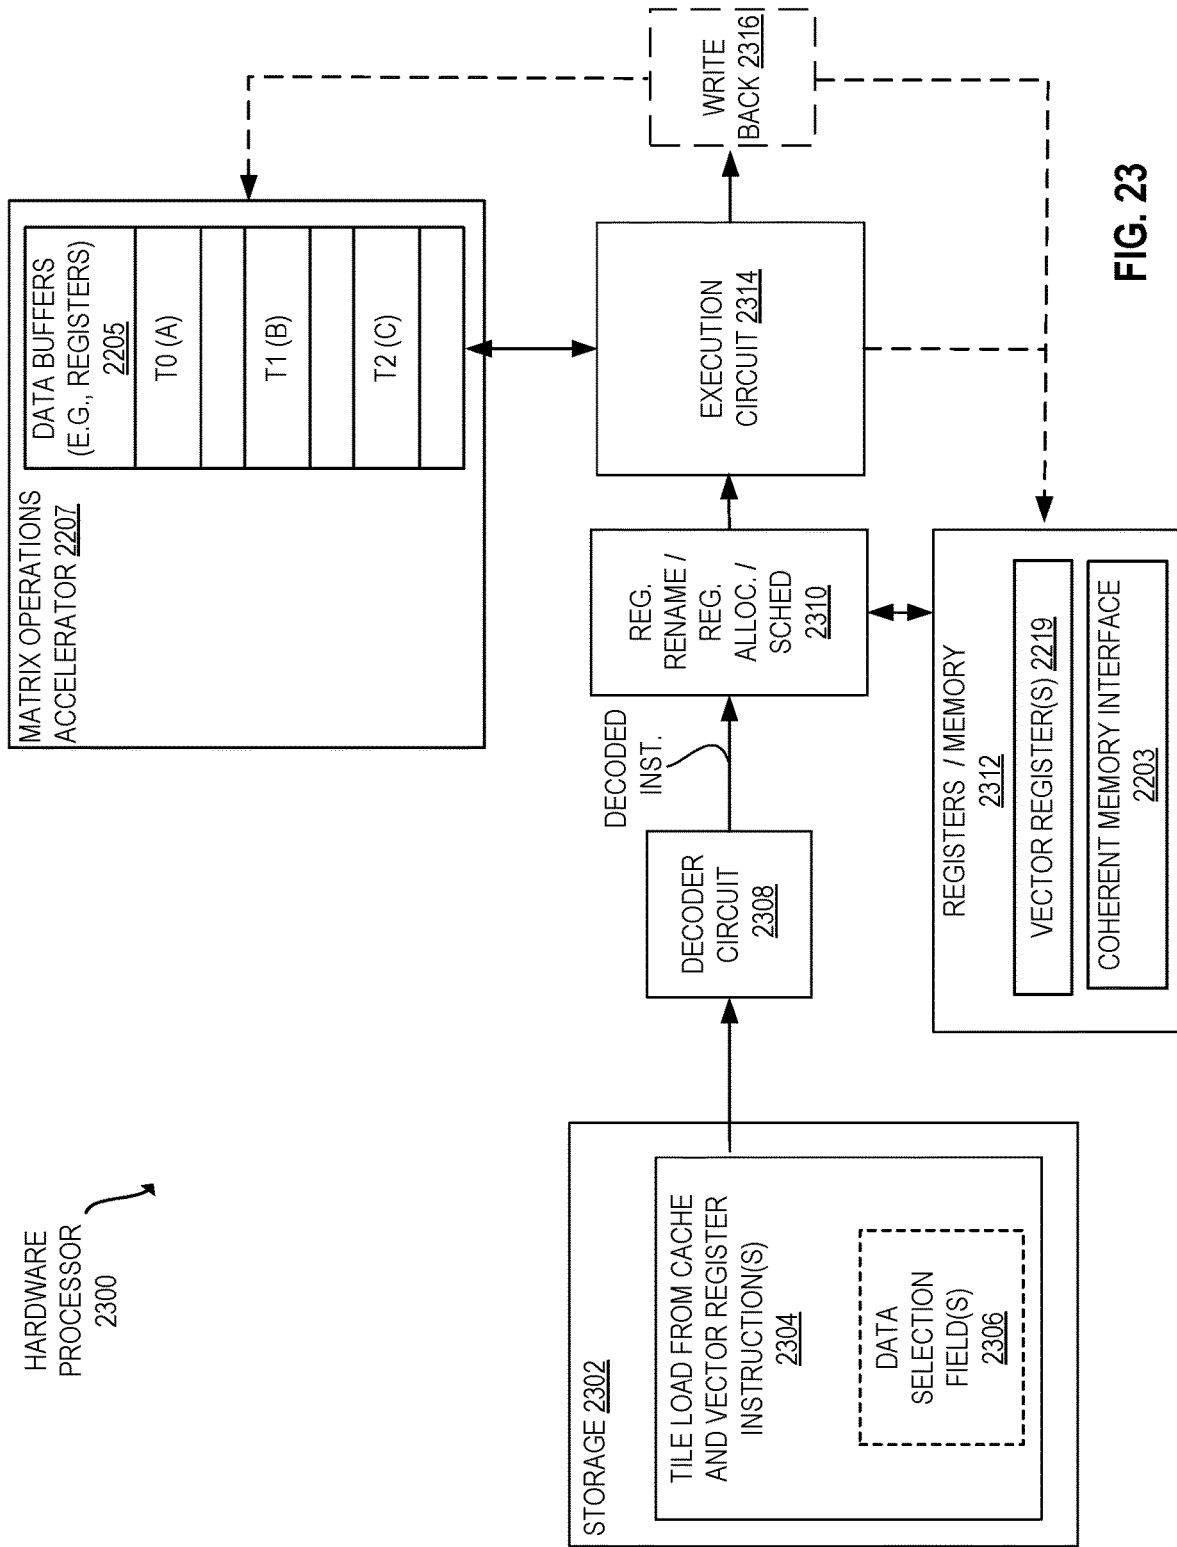 HARDWARE
PROCESSOR
2300
STORAGE 2302
TILE LOAD FROM CACHE
AND VECTOR REGISTER
INSTRUCTION(S)
2304
DATA
SELECTION
FIELD(S)
2306
DECODER
CIRCUIT
2308
DECODED
INST.
REG.
RENAME /
REG.
ALLOC. /
SCHED
2310
REGISTERS / MEMORY
2312
VECTOR REGISTER(S) 2219
COHERENT MEMORY INTERFACE
2203
MATRIX OPERATIONS
ACCELERATOR 2207
DATA BUFFERS
(E.G., REGISTERS)
2205
T0 (A)
T1 (B)
T2 (C)
EXECUTION
CIRCUIT 2314
WRITE
BACK 2316
FIG. 23